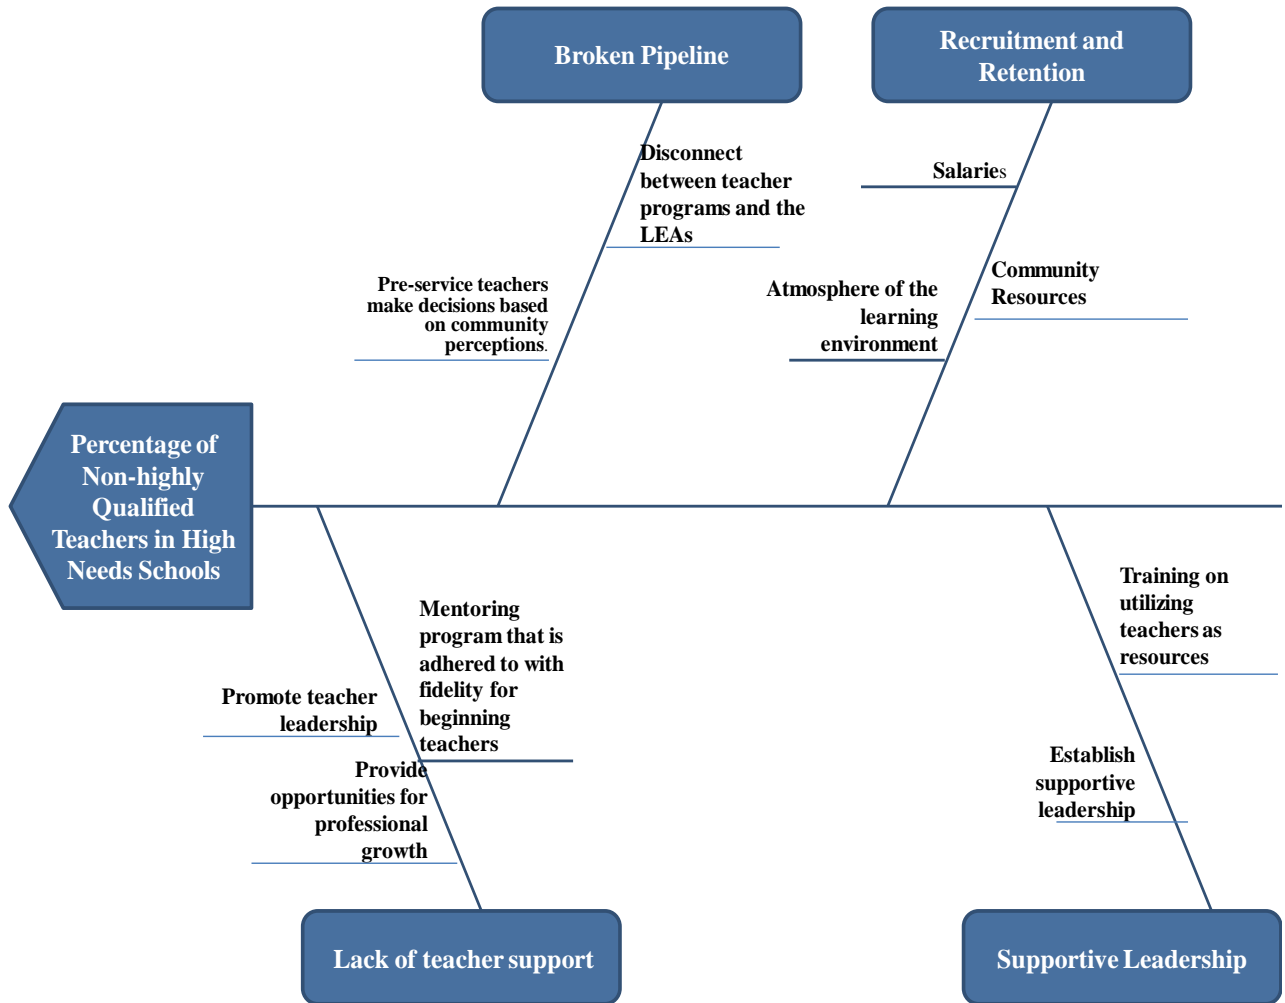 Broken Pipeline
Recruitment and
Retention
Disconnect
between teacher
programs and the
LEAs
Salaries
Pre-service teachers
make decisions based
on community
perceptions.
Atmosphere of the
learning
environment
Community
Resources
Percentage of
Non-highly
Qualified
Teachers in High
Needs Schools
Mentoring
program that is
adhered to with
fidelity for
beginning
teachers
Promote teacher
leadership
Provide
opportunities for
professional
growth
Training on
utilizing
teachers as
resources
Establish
supportive
leadership
Lack of teacher support
Supportive Leadership